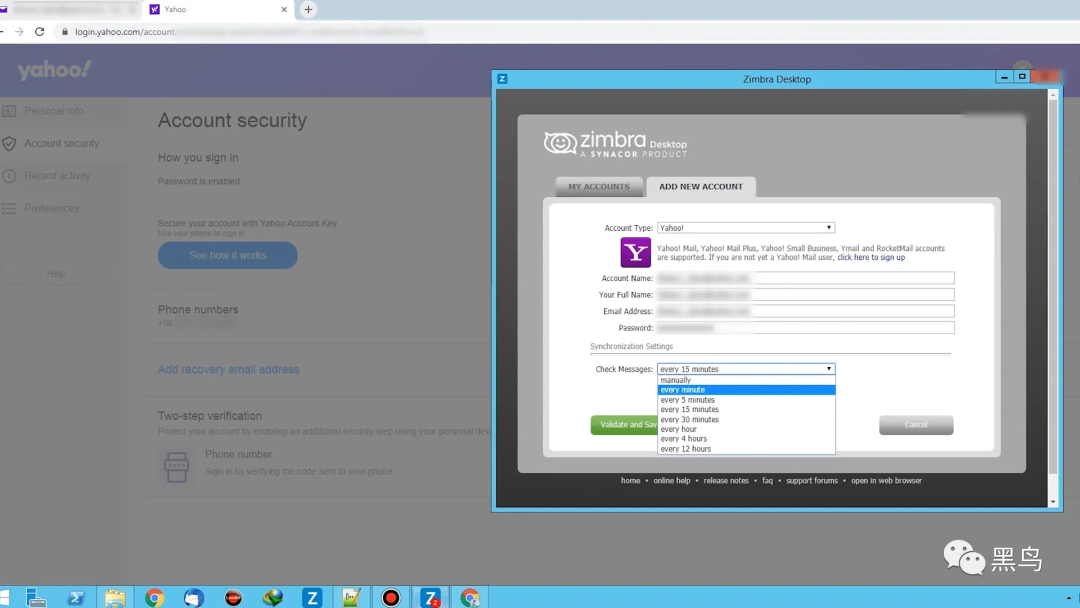 Yahoo
login.yahoo.com/account
yahoo!
Personal info
Account security
Recent activity
Preferences
Help
Account security
How you sign in
Password is enabled
Secure your account with Yahoo Account Key.
Use your phone to sign in
See how it works
Phone numbers
+98
Add recovery email address
Two-step verification
Protect your account by enabling an additional security step using your personal dev
Phone number
Sign in by verifying the code sent to your phone
Zimbra Desktop
zimbra Desktop
A SYNACOR PRODUCT
MY ACCOUNTS
ADD NEW ACCOUNT
Account Type: Yahoo!
Yahoo! Mail, Yahoo! Mail Plus, Yahoo! Small Business, Ymail and RocketMail accounts
are supported. If you are not yet a Yahoo! Mail user, click here to sign up
Account Name:
Your Full Name:
Email Address:
Password:
Synchronization Settings
Check Messages: every 15 minutes
manually
every minute
every 5 minutes
every 15 minutes
every 30 minutes
every hour
every 4 hours
every 12 hours
Validate and Sav
Cancel
home • online help • release notes • faq • support forums • open in web browser
黑鸟